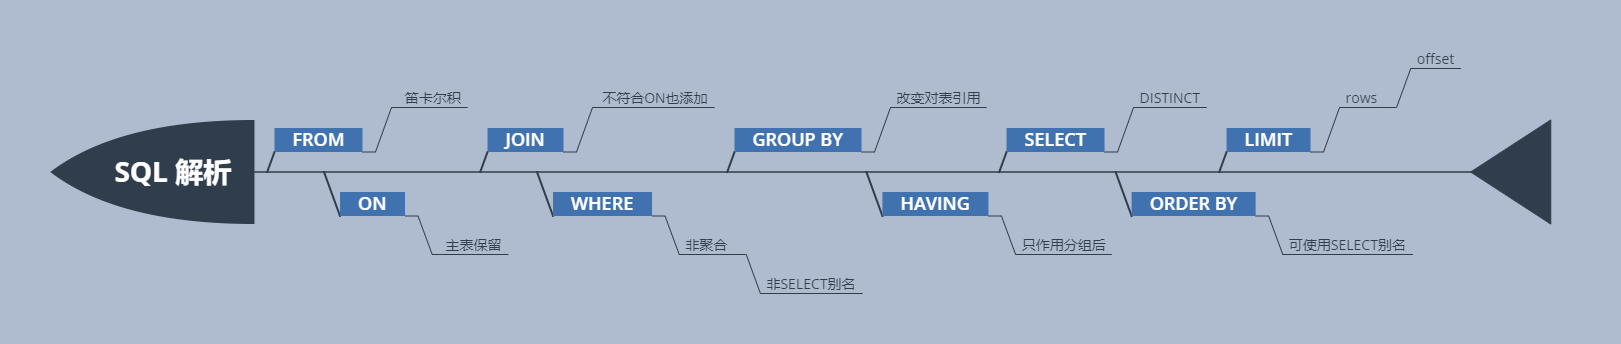 SQL 解析
FROM
笛卡尔积
ON
主表保留
JOIN
不符合ON也添加
WHERE
非聚合
非SELECT别名
GROUP BY
改变对表引用
HAVING
只作用分组后
SELECT
DISTINCT
ORDER BY
可使用SELECT别名
LIMIT
rows
offset